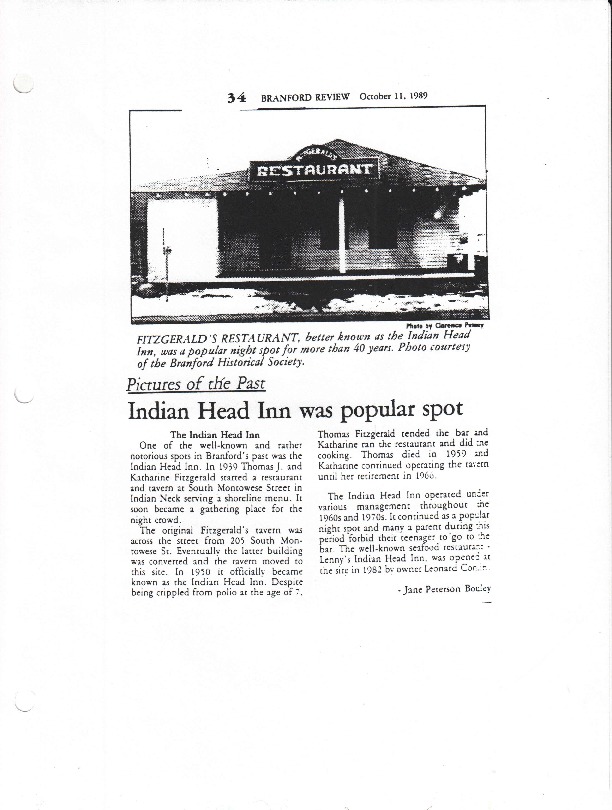 34 BRANFORD REVIEW October 11, 1989
FITZGERALD'S
RESTAURANT
Photo by Clarence
FITZGERALD'S RESTAURANT, better known as the Indian Head
Inn, was a popular night spot for more than 40 years. Photo courtesy
of the Branford Historical Society.
Pictures of the Past
Indian Head Inn was popular spot
The Indian Head Inn
One of the well-known and rather
notorious spots in Branford's past was the
Indian Head Inn. In 1939 Thomas J. and
Katharine Fitzgerald started a restaurant
and tavern at South Montowese Street in
Indian Neck serving a shoreline menu. It
soon became a gathering place for the
night crowd.
The original Fitzgerald's tavern was
across the street from 205 South Mon-
towese St. Eventually the latter building
was converted and the tavern moved to
this site. In 1950 it officially became
known as the Indian Head Inn. Despite
being crippled from polio at the age of 7,
Thomas Fitzgerald tended the bar and
Katharine ran the restaurant and did the
cooking. Thomas died in 1959 and
Katharine continued operating the tavern
until her retirement in
The Indian Head Inn operated under
various management throughout the
1960s and 1970s. It continued as a popular
night spot and many a parent during this
period forbid their teenager to go to the
bar. The well-known seafood restaurant -
Lenny's Indian Head Inn, was opened at
the site in 1982 by owner Leonard
- Jane Peterson Bouley